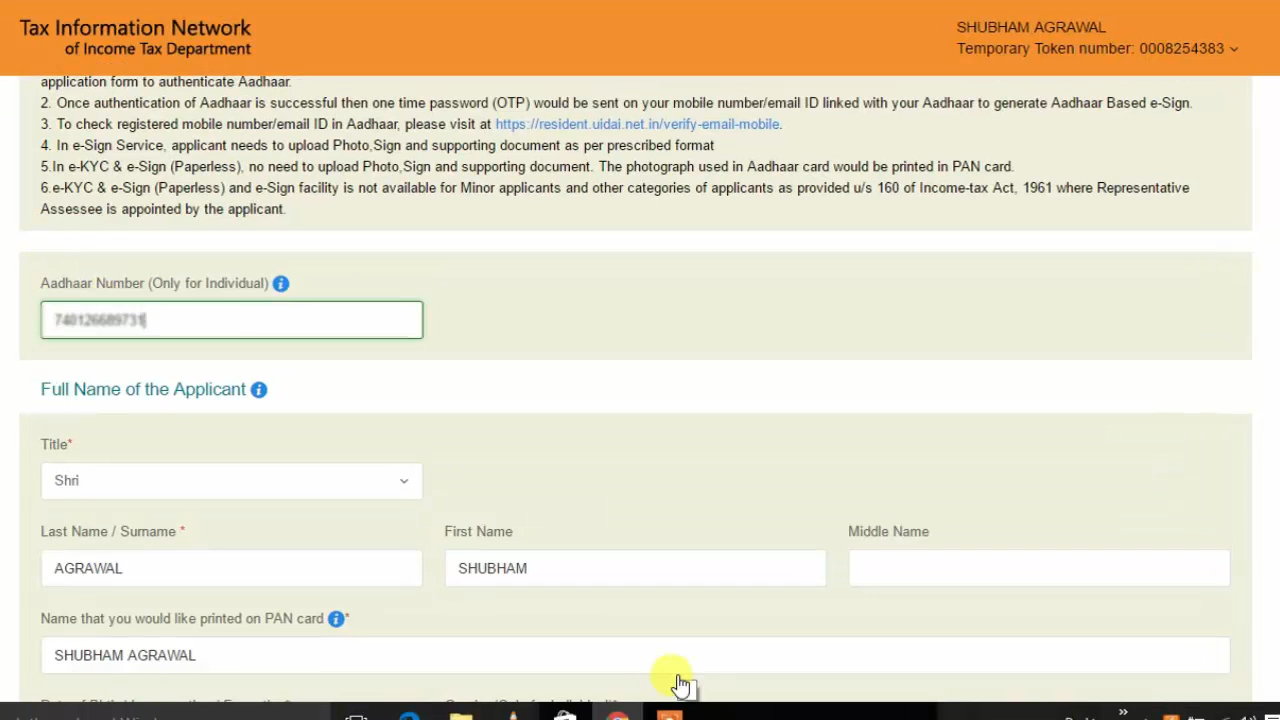 Tax Information Network
of Income Tax Department
SHUBHAM AGRAWAL
Temporary Token number: 0008254383
application form to authenticate Aadhaar.
2. Once authentication of Aadhaar is successful then one time password (OTP) would be sent on your mobile number/email ID linked with your Aadhaar to generate Aadhaar Based e-Sign.
3. To check registered mobile number/email ID in Aadhaar, please visit at https://resident.uidai.net.in/verify-email-mobile.
4. In e-Sign Service, applicant needs to upload Photo,Sign and supporting document as per prescribed format
5.In e-KYC & e-Sign (Paperless), no need to upload Photo,Sign and supporting document. The photograph used in Aadhaar card would be printed in PAN card.
6.e-KYC & e-Sign (Paperless) and e-Sign facility is not available for Minor applicants and other categories of applicants as provided u/s 160 of Income-tax Act, 1961 where Representative
Assessee is appointed by the applicant.
Aadhaar Number (Only for Individual)
Full Name of the Applicant
Title*
Shri
Last Name / Surname *
First Name
Middle Name
AGRAWAL
SHUBHAM
Name that you would like printed on PAN card *
SHUBHAM AGRAWAL